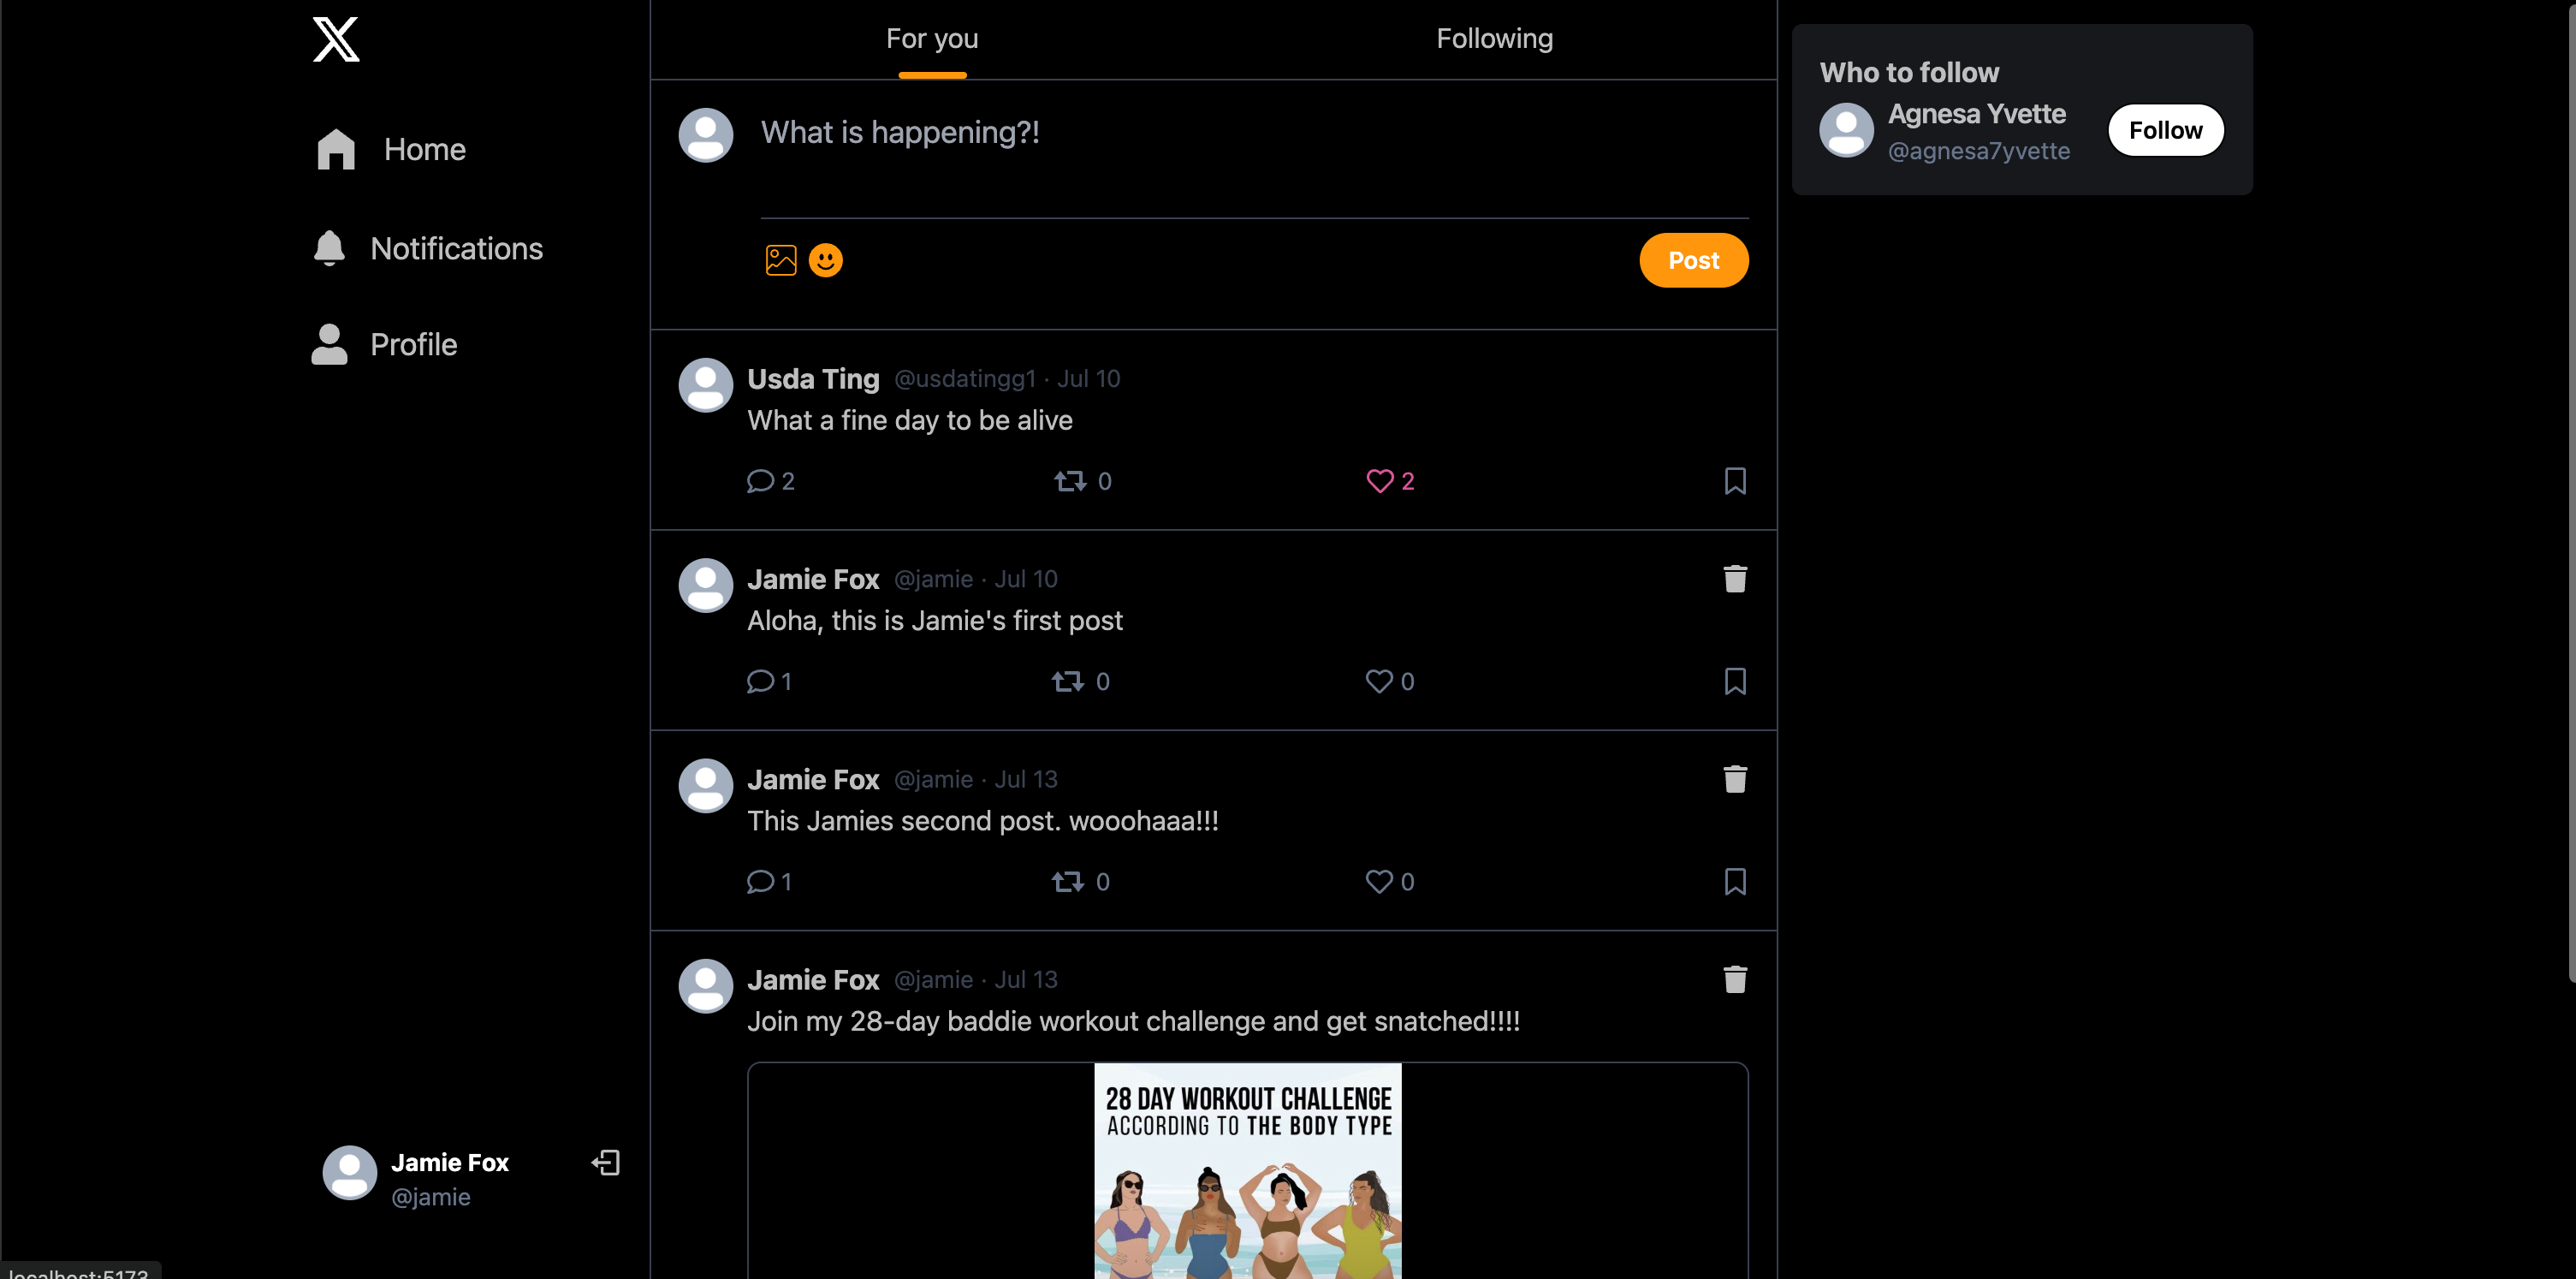 Home
Notifications
Profile
Jamie Fox
@jamie
For you
Following
What is happening?!
Post
Usda Ting @usdatingg1 · Jul 10
What a fine day to be alive
2 0 2
Jamie Fox @jamie · Jul 10
Aloha, this is Jamie's first post
1 0 0
Jamie Fox @jamie · Jul 13
This Jamies second post. wooohaaa!!!
1 0 0
Jamie Fox @jamie · Jul 13
Join my 28-day baddie workout challenge and get snatched!!!!
28 DAY WORKOUT CHALLENGE
ACCORDING TO THE BODY TYPE
Who to follow
Agnesa Yvette
@agnesa7yvette
Follow
localhost:5173